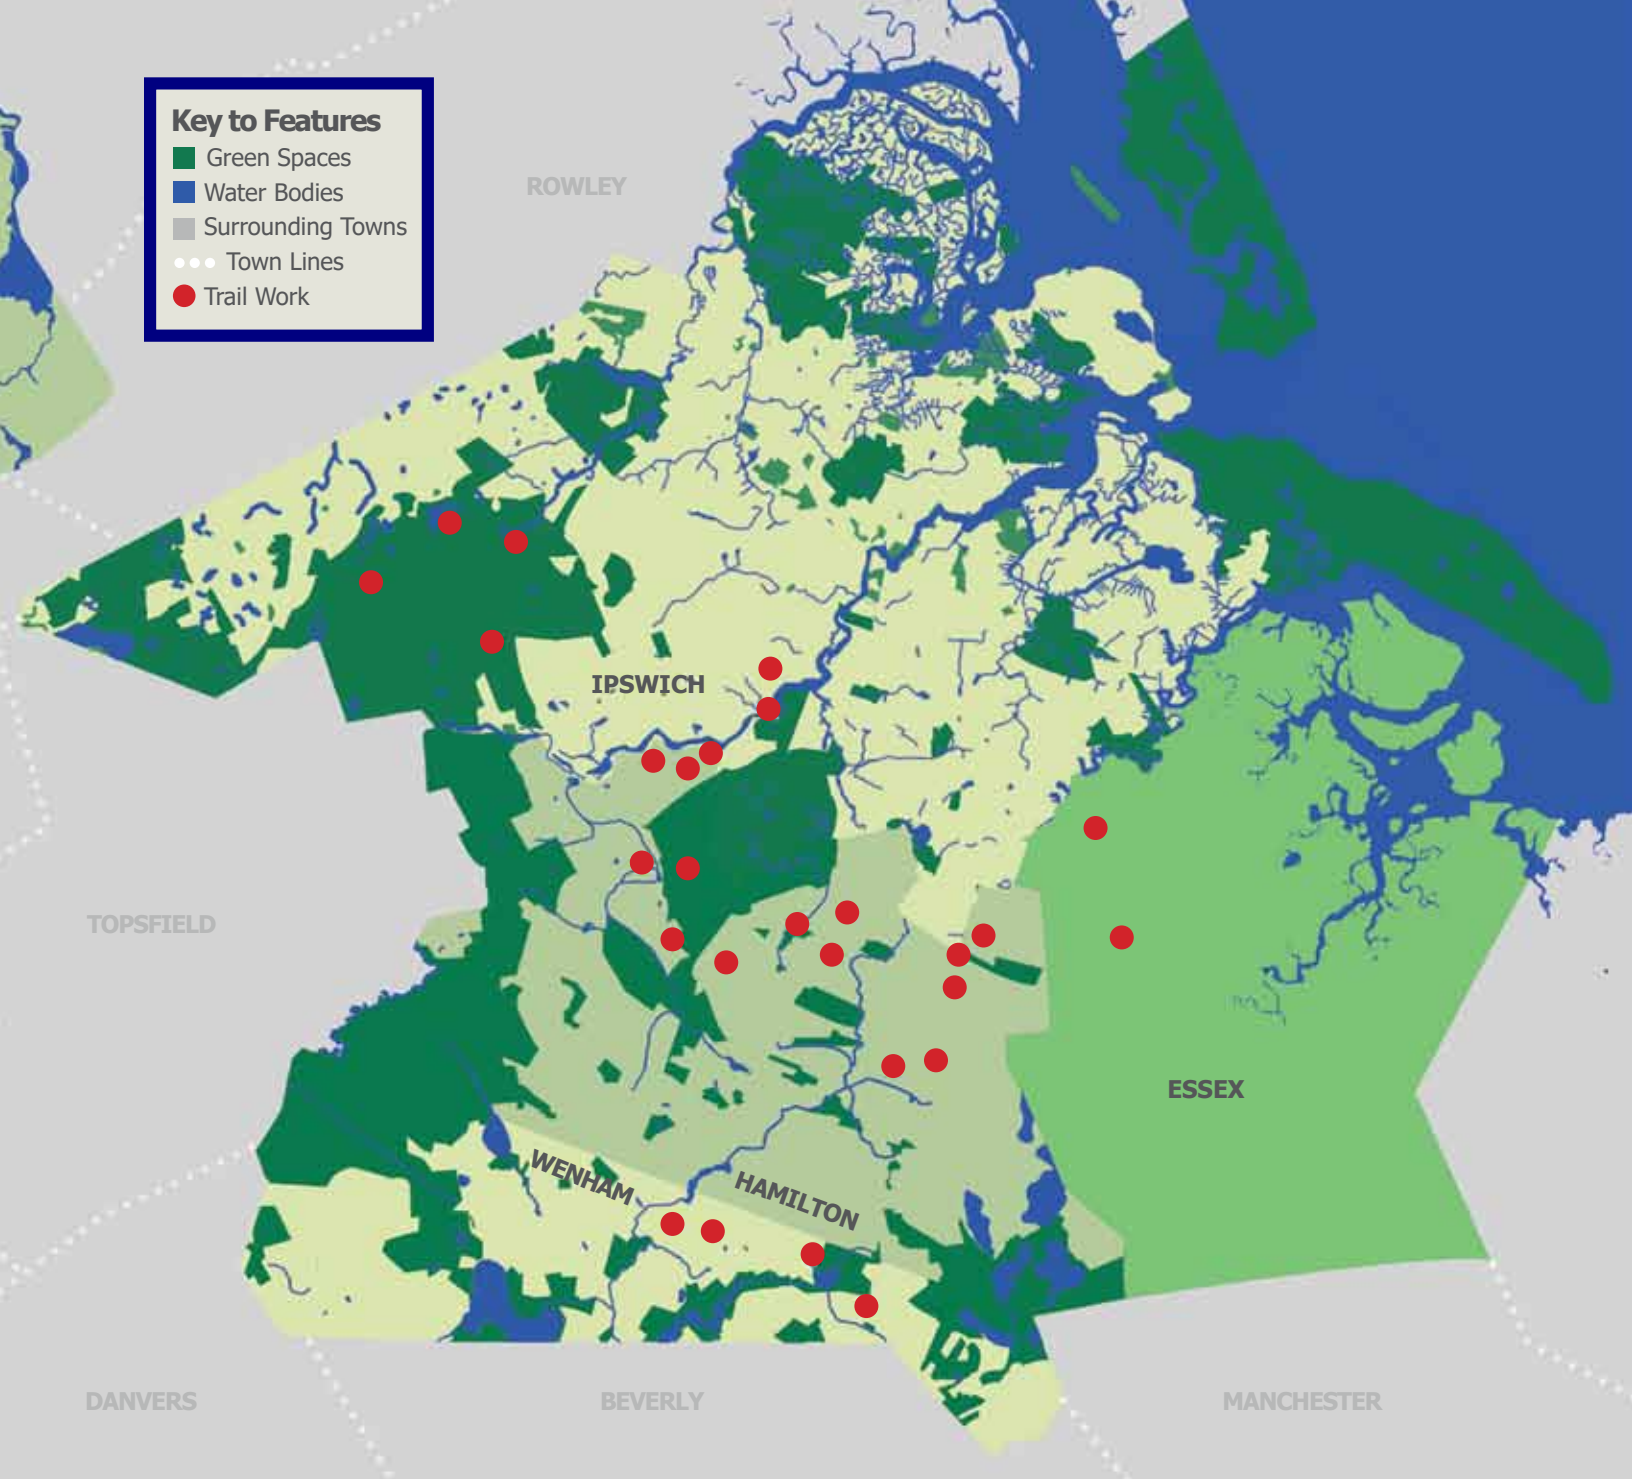 Key to Features
Green Spaces
Water Bodies
Surrounding Towns
Town Lines
Trail Work
ROWLEY
IPSWICH
TOPSFIELD
ESSEX
WENHAM
HAMILTON
DANVERS
BEVERLY
MANCHESTER